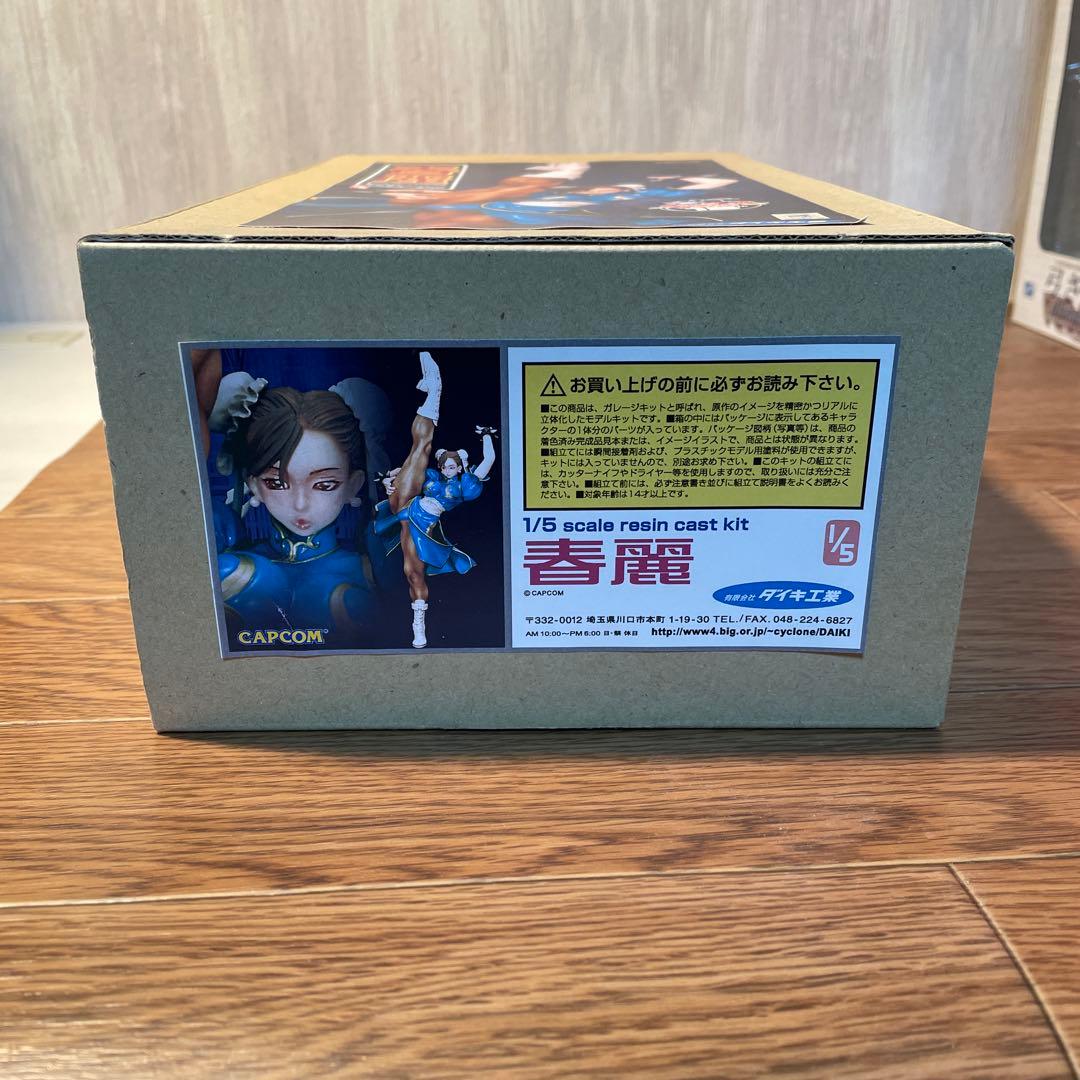 ⚠お買い上げの前に必ずお読み下さい。
■この商品は、ガレージキットと呼ばれ、原作のイメージを精密かつリアルに
立体化したモデルキットです。■箱の中にはパッケージに表示してあるキャラ
クターの1体分のパーツが入っています。パッケージ図柄(写真等)は、商品の
着色済み完成品見本または、イメージイラストで、商品とは状態が異なります。
■組立てには瞬間接着剤および、プラスチックモデル用塗料が使用できますが、
キットには入っていませんので、別途お求め下さい。■このキットの組立てに
は、カッターナイフやドライヤー等を使用しますので、取り扱いには充分ご注
意下さい。■組立て前には、必ず注意書き並びに組立て説明書をよくお読みく
ださい。■対象年齢は14才以上です。
1/5 scale resin cast kit
春麗
1/5
©CAPCOM
有限会社 ダイキ工業
CAPCOM
〒332-0012 埼玉県川口市本町 1-19-30 TEL./FAX. 048-224-6827
AM 10:00〜PM 6:00 日・祭 休日 http://www4.big.or.jp/~cyclone/DAIKI